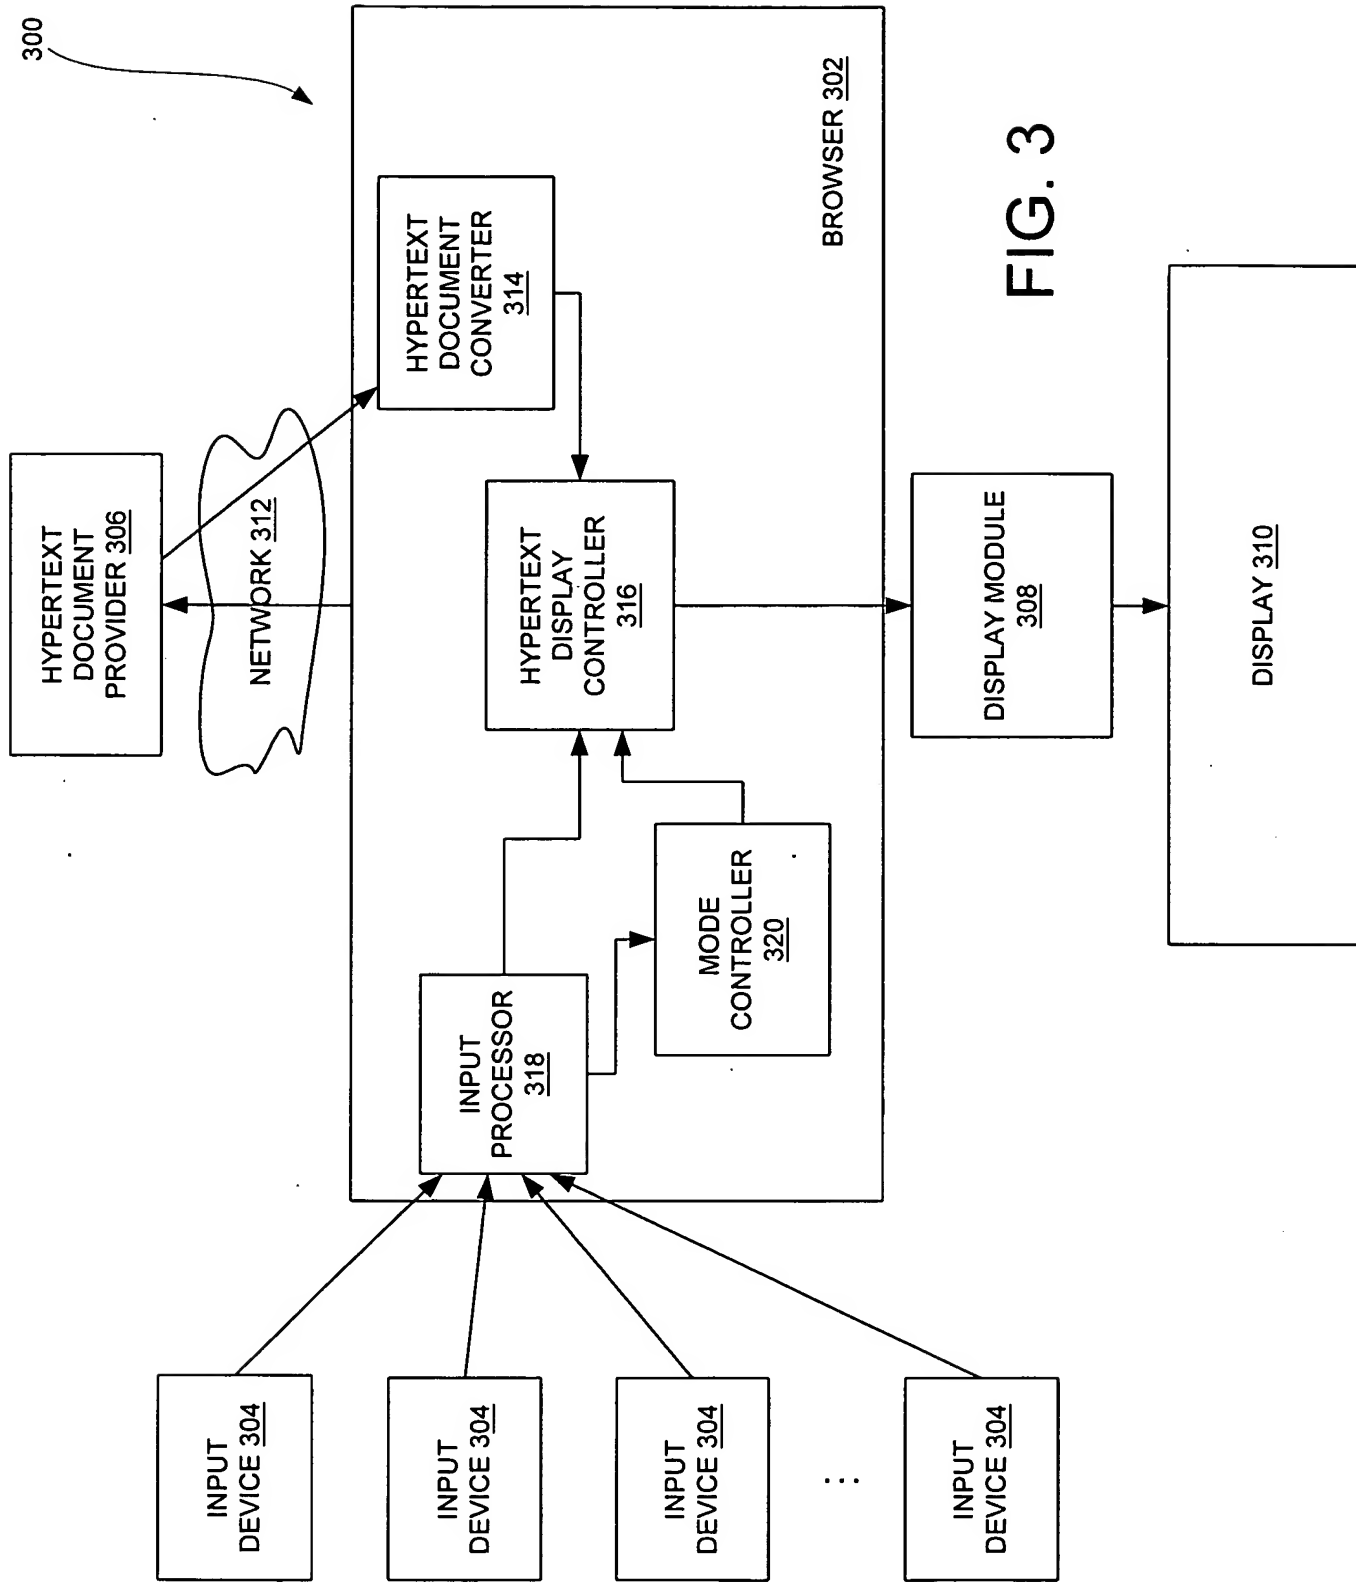 300
HYPERTEXT
DOCUMENT
PROVIDER 306
NETWORK 312
HYPERTEXT
DOCUMENT
CONVERTER
314
HYPERTEXT
DISPLAY
CONTROLLER
316
INPUT
PROCESSOR
318
MODE
CONTROLLER
320
BROWSER 302
INPUT
DEVICE 304
INPUT
DEVICE 304
INPUT
DEVICE 304
...
INPUT
DEVICE 304
DISPLAY MODULE
308
DISPLAY 310
FIG. 3